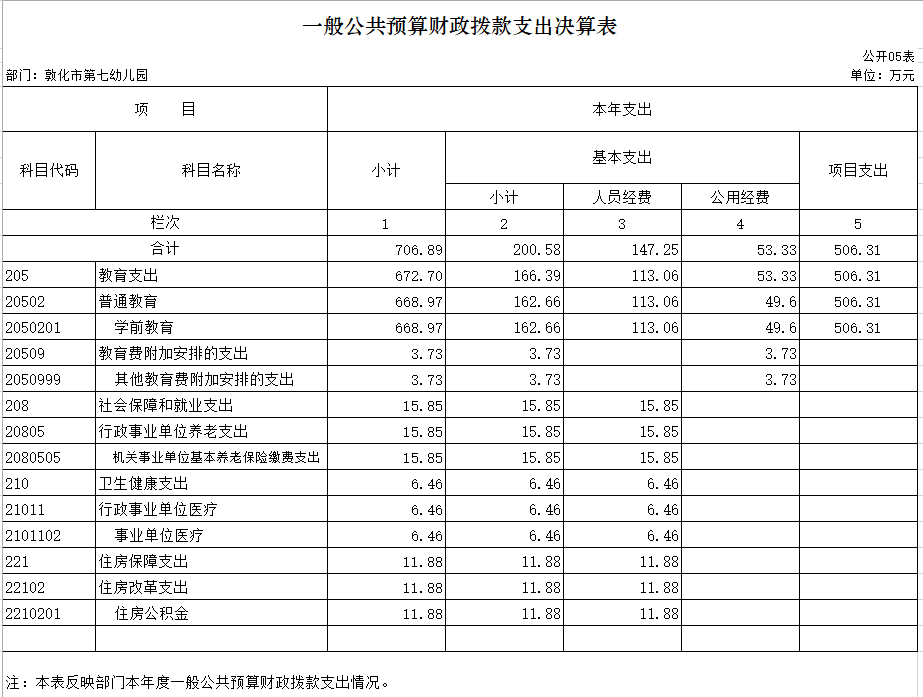 一般公共预算财政拨款支出决算表
公开05表
部门：敦化市第七幼儿园 单位：万元
项 目 本年支出
科目代码 科目名称 小计 基本支出 项目支出
小计 人员经费 公用经费
栏次 1 2 3 4 5
合计 706.89 200.58 147.25 53.33 506.31
205 教育支出 672.70 166.39 113.06 53.33 506.31
20502 普通教育 668.97 162.66 113.06 49.6 506.31
2050201 学前教育 668.97 162.66 113.06 49.6 506.31
20509 教育费附加安排的支出 3.73 3.73 3.73
2050999 其他教育费附加安排的支出 3.73 3.73 3.73
208 社会保障和就业支出 15.85 15.85 15.85
20805 行政事业单位养老支出 15.85 15.85 15.85
2080505 机关事业单位基本养老保险缴费支出 15.85 15.85 15.85
210 卫生健康支出 6.46 6.46 6.46
21011 行政事业单位医疗 6.46 6.46 6.46
2101102 事业单位医疗 6.46 6.46 6.46
221 住房保障支出 11.88 11.88 11.88
22102 住房改革支出 11.88 11.88 11.88
2210201 住房公积金 11.88 11.88 11.88
注：本表反映部门本年度一般公共预算财政拨款支出情况。